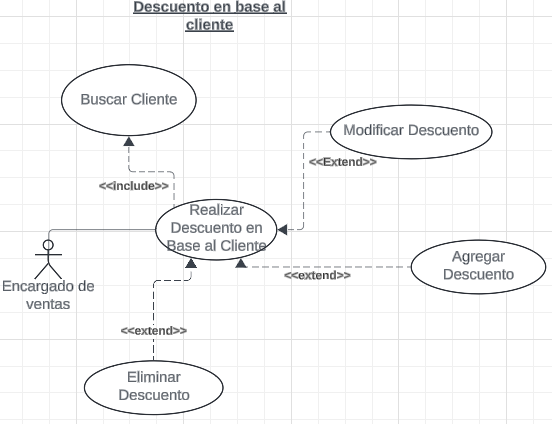 Descuento en base al
cliente
Buscar Cliente
Modificar Descuento
<<Extend>>
<<include>>
Realizar
Descuento en
Base al Cliente
Agregar
Descuento
<<extend>>
Encargado de
ventas
<<extend>>
Eliminar
Descuento